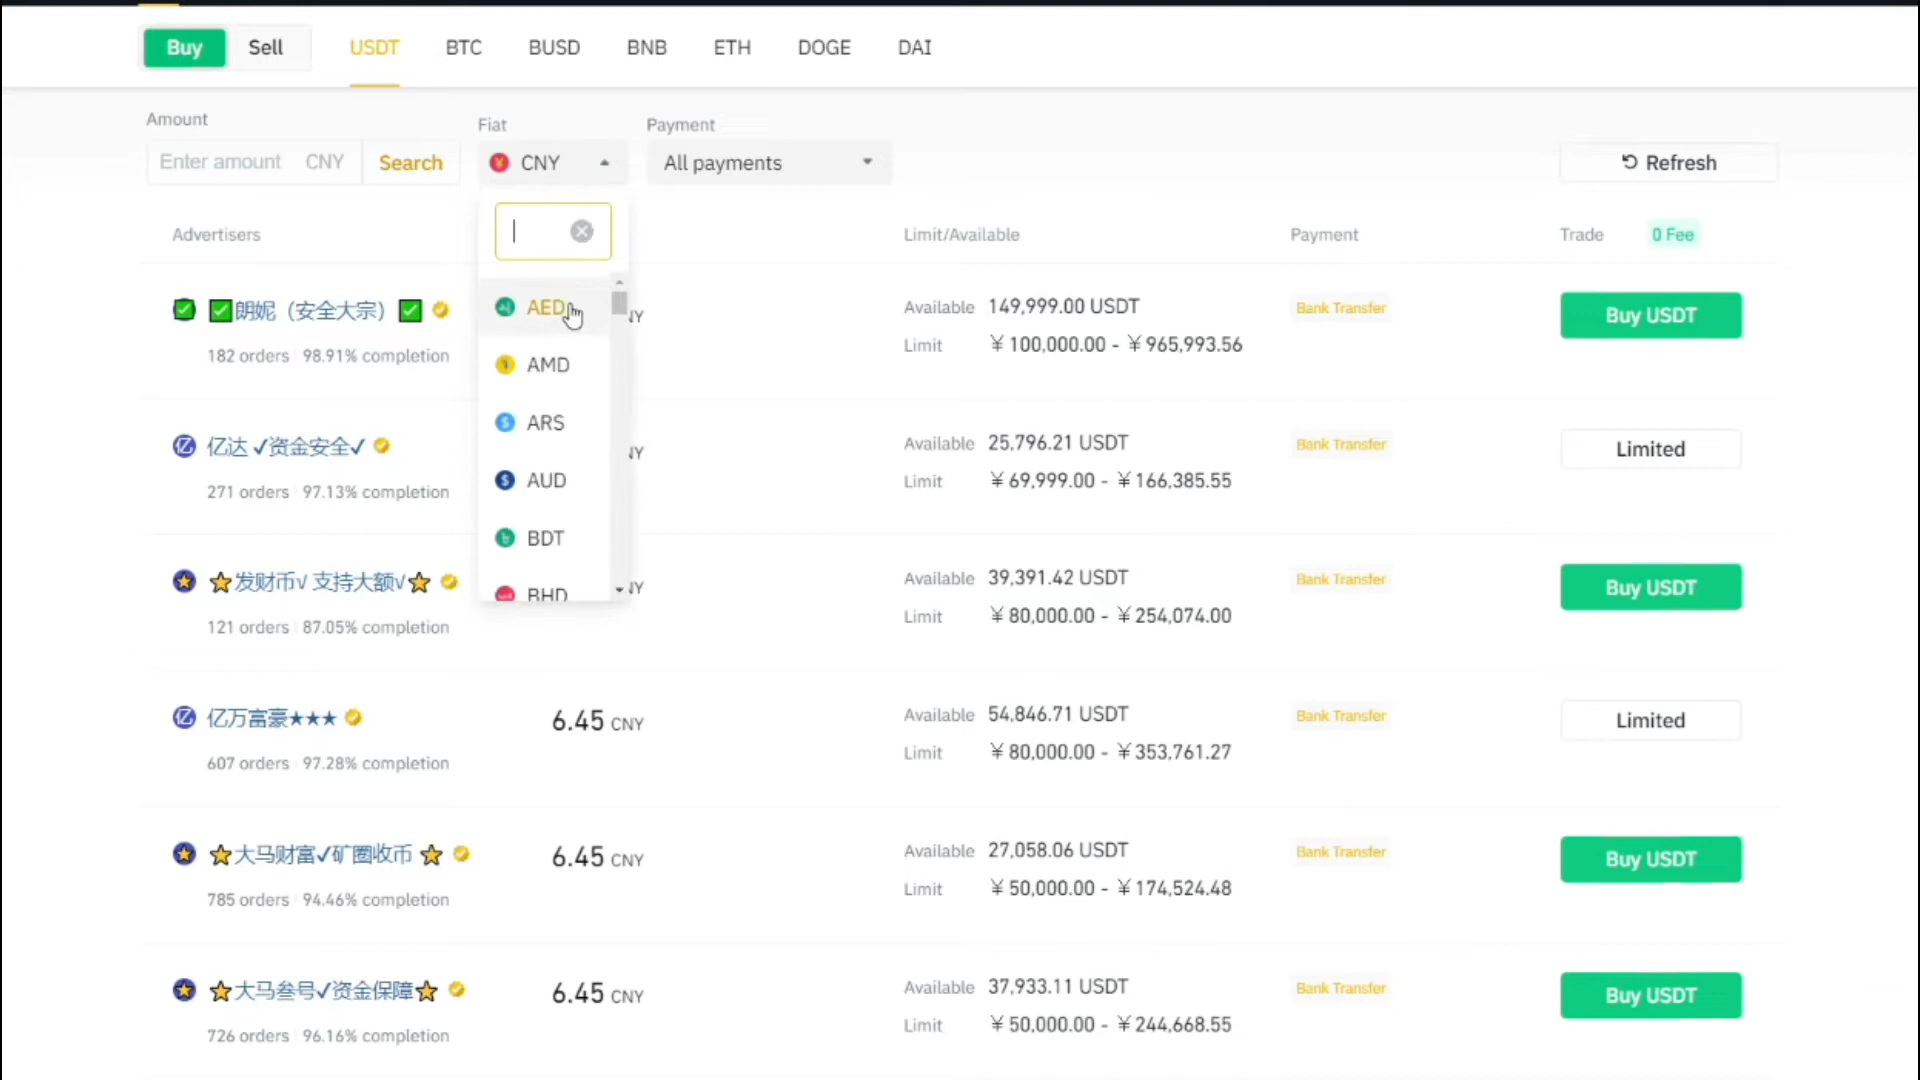 Buy Sell USDT BTC BUSD BNB ETH DOGE DAI
Amount Fiat Payment
Enter amount CNY Search CNY All payments Refresh
Advertisers Limit/Available Payment Trade 0 Fee
朗妮（安全大宗） Available 149,999.00 USDT Bank Transfer Buy USDT
182 orders 98.91% completion Limit ¥100,000.00 - ¥965,993.56
AED
AMD
ARS
AUD
BDT
BHD
亿达 ✓资金安全✓ Available 25,796.21 USDT Bank Transfer Limited
271 orders 97.13% completion Limit ¥69,999.00 - ¥166,385.55
⭐发财币√ 支持大额√⭐ Available 39,391.42 USDT Bank Transfer Buy USDT
121 orders 87.05% completion Limit ¥80,000.00 - ¥254,074.00
亿万富豪★★★ 6.45 CNY Available 54,846.71 USDT Bank Transfer Limited
607 orders 97.28% completion Limit ¥80,000.00 - ¥353,761.27
⭐大马财富✓矿圈收币 ⭐ 6.45 CNY Available 27,058.06 USDT Bank Transfer Buy USDT
785 orders 94.46% completion Limit ¥50,000.00 - ¥174,524.48
⭐大马叁号✓资金保障⭐ 6.45 CNY Available 37,933.11 USDT Bank Transfer Buy USDT
726 orders 96.16% completion Limit ¥50,000.00 - ¥244,668.55